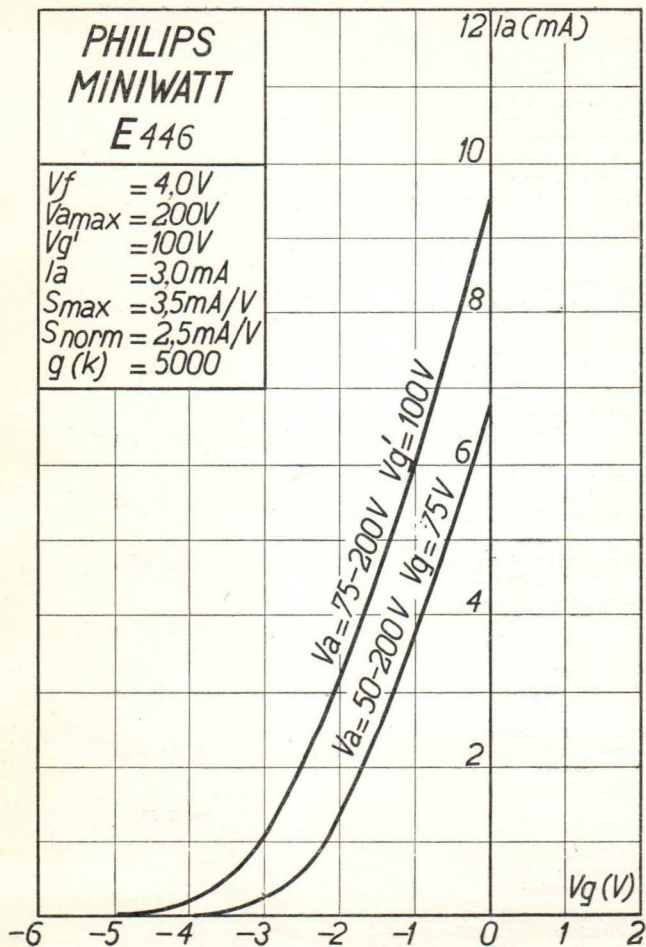 PHILIPS
MINIWATT
E 446
Vf = 4,0V
Vamax = 200V
Vg' = 100V
Ia = 3,0mA
Smax = 3,5mA/V
Snorm = 2,5mA/V
g(k) = 5000
12 Ia (mA)
10
8
6
4
2
Va=75-200V Vg'=100V
Va=50-200V Vg=75V
Vg (V)
-6 -5 -4 -3 -2 -1 0 1 2